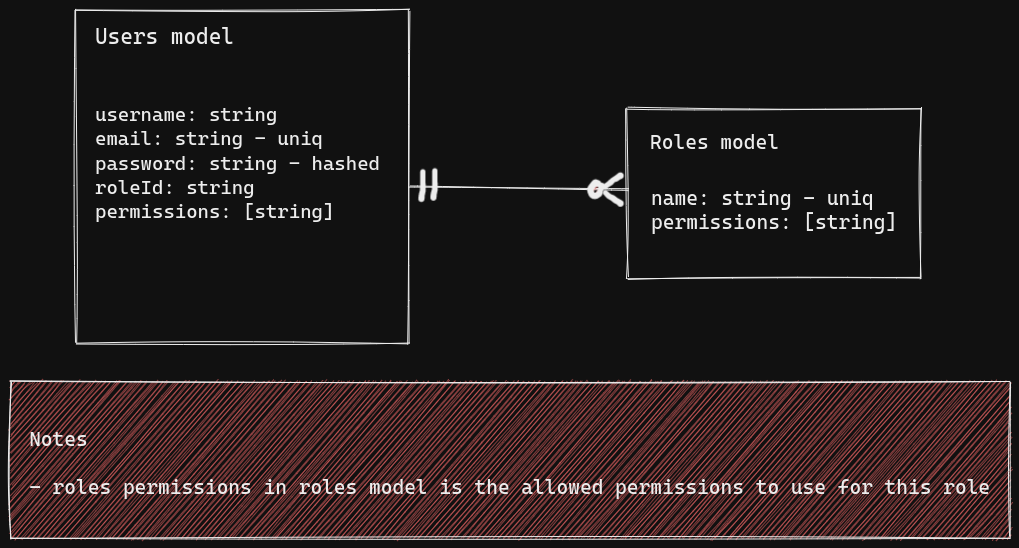 Users model
username: string
email: string - uniq
password: string - hashed
roleId: string
permissions: [string]
Roles model
name: string - uniq
permissions: [string]
Notes
- roles permissions in roles model is the allowed permissions to use for this role